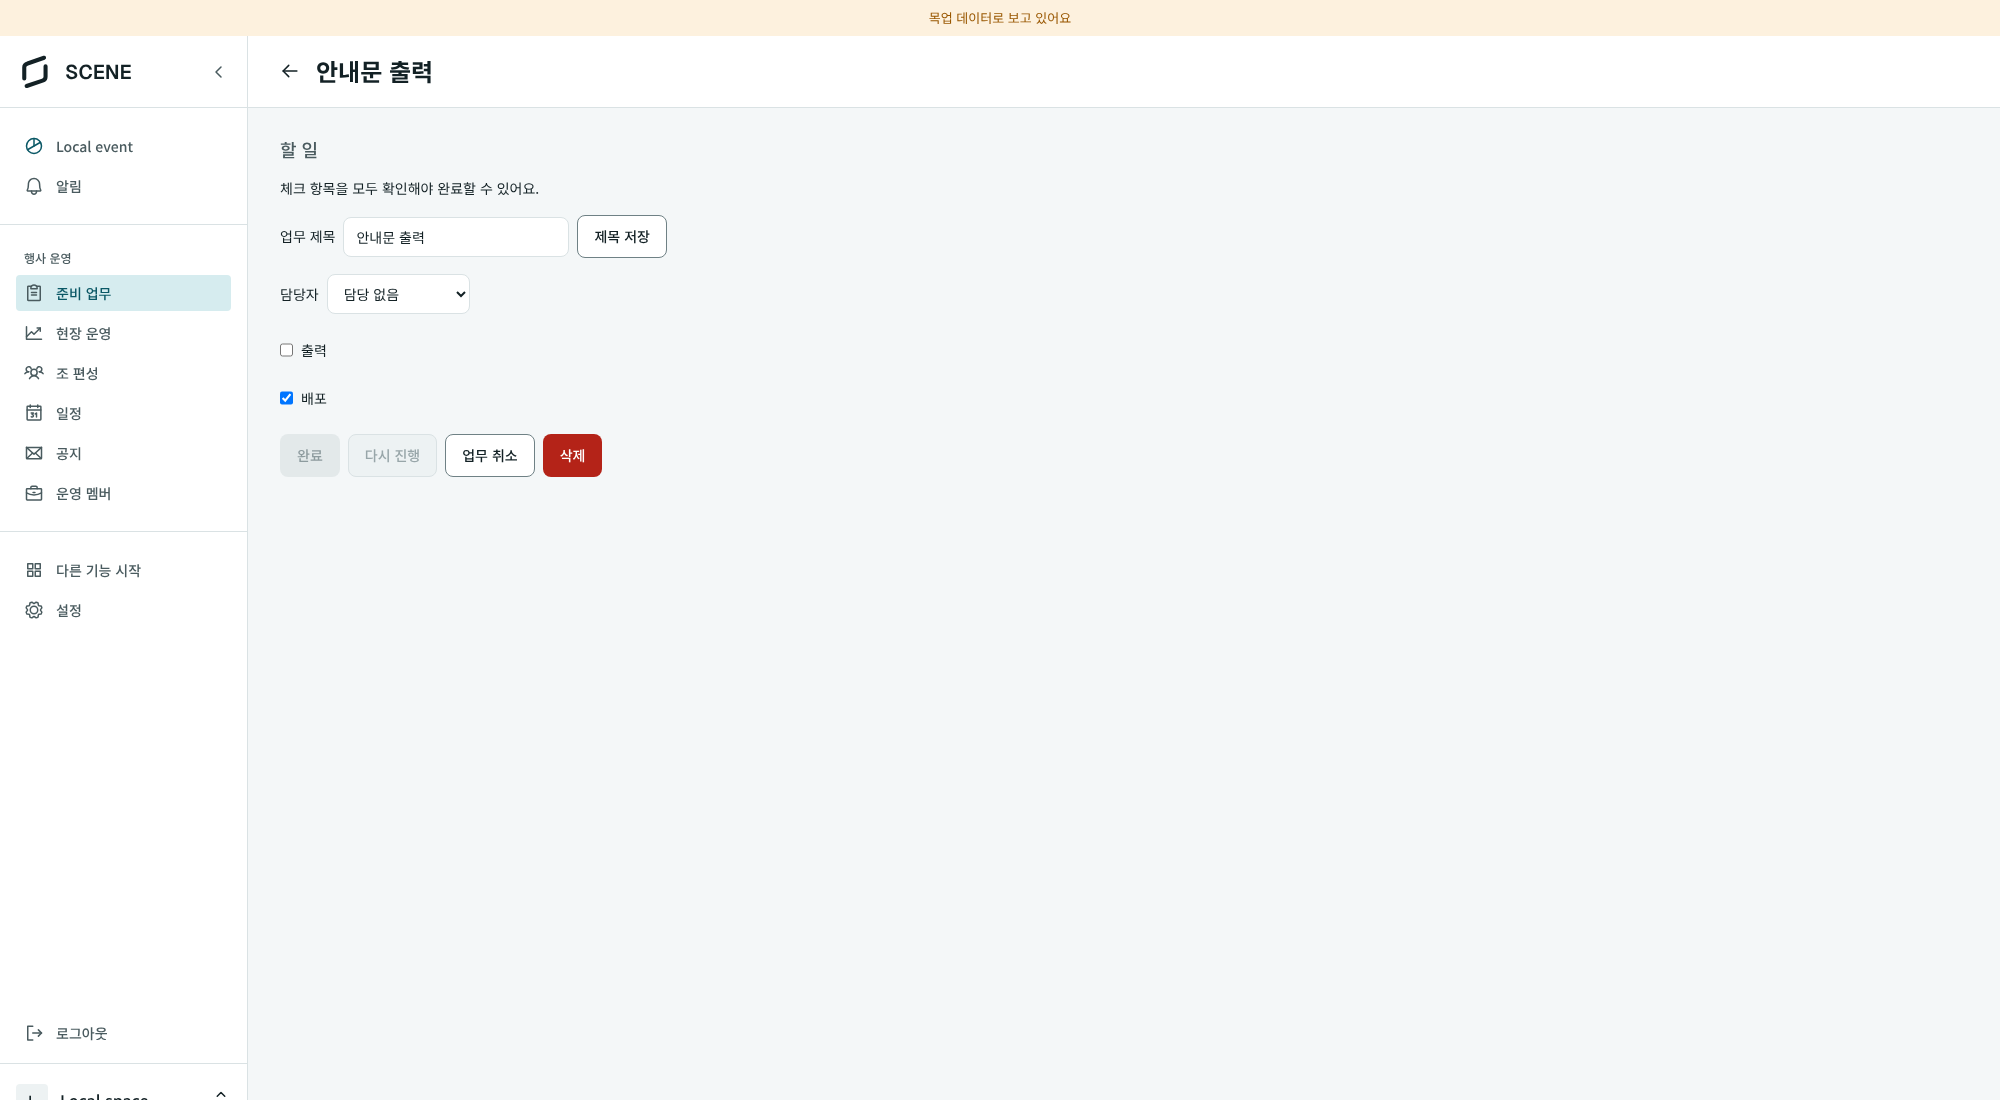 목업 데이터로 보고 있어요
SCENE
안내문 출력
Local event
알림
행사 운영
준비 업무
현장 운영
조 편성
일정
공지
운영 멤버
다른 기능 시작
설정
로그아웃
할 일
체크 항목을 모두 확인해야 완료할 수 있어요.
업무 제목 안내문 출력 제목 저장
담당자 담당 없음
출력
배포
완료 다시 진행 업무 취소 삭제
Local space